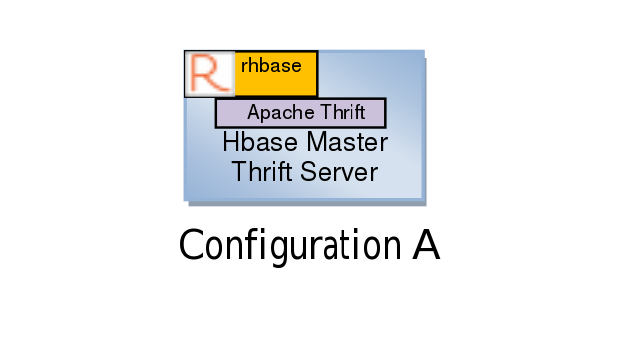 R rhbase
Apache Thrift
Hbase Master
Thrift Server
Configuration A